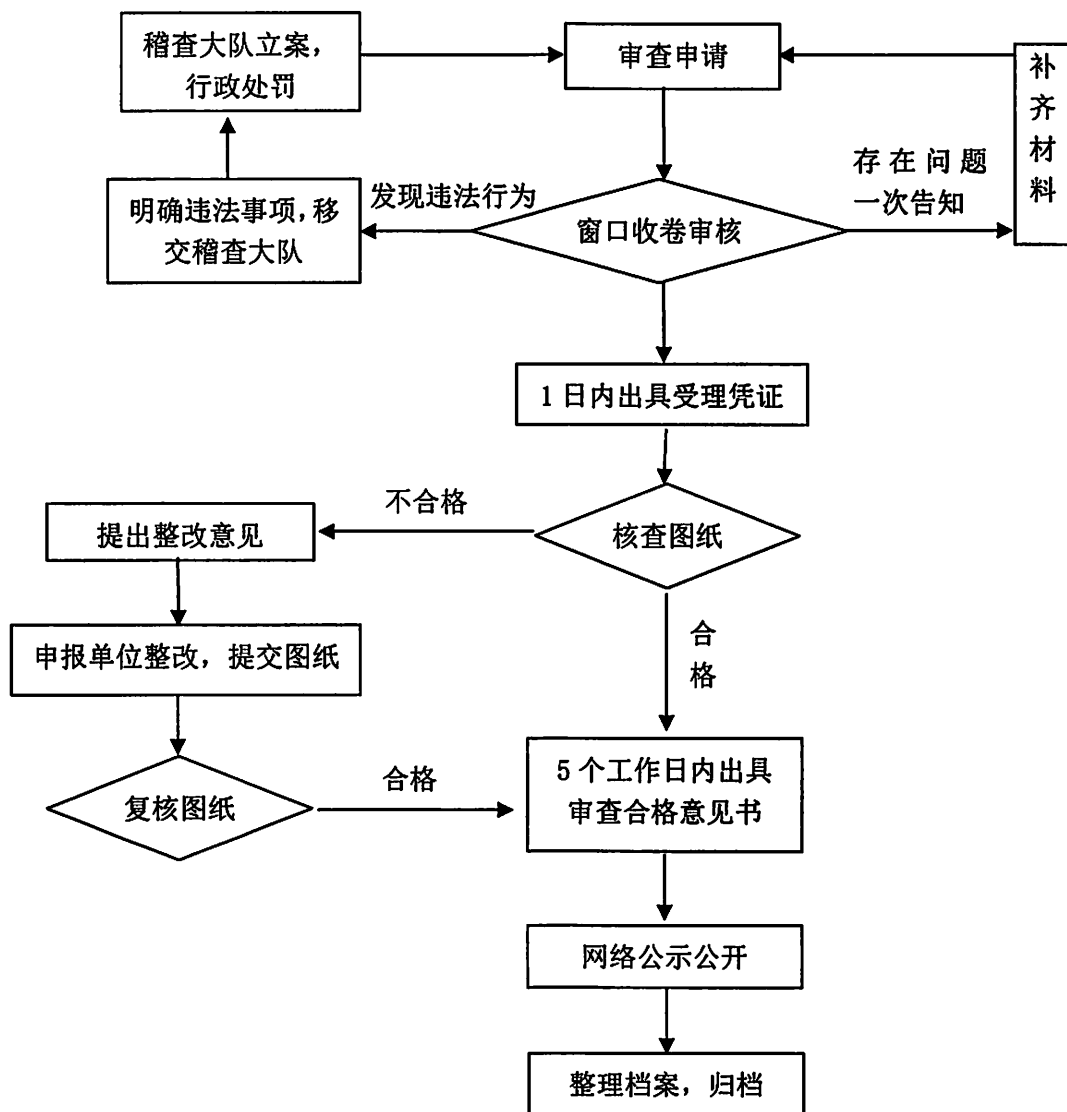 稽查大队立案，
行政处罚
审查申请
补
齐
材
料
存在问题
一次告知
发现违法行为
明确违法事项，移
交稽查大队
窗口收卷审核
1日内出具受理凭证
不合格
提出整改意见
核查图纸
申报单位整改，提交图纸
合
格
复核图纸
合格
5个工作日内出具
审查合格意见书
网络公示公开
整理档案，归档